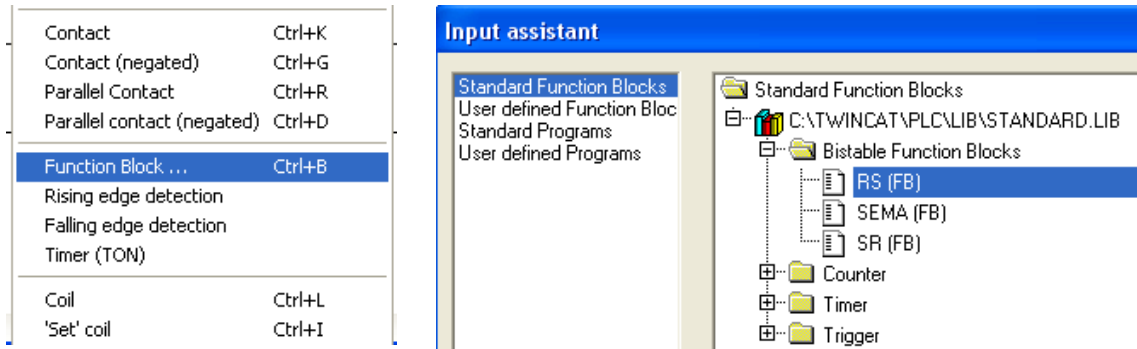 Contact Ctrl+K
Contact (negated) Ctrl+G
Parallel Contact Ctrl+R
Parallel contact (negated) Ctrl+D
Function Block ... Ctrl+B
Rising edge detection
Falling edge detection
Timer (TON)
Coil Ctrl+L
'Set' coil Ctrl+I
Input assistant
Standard Function Blocks
User defined Function Bloc
Standard Programs
User defined Programs
Standard Function Blocks
C:\TWINCAT\PLC\LIB\STANDARD.LIB
Bistable Function Blocks
RS (FB)
SEMA (FB)
SR (FB)
Counter
Timer
Trigger